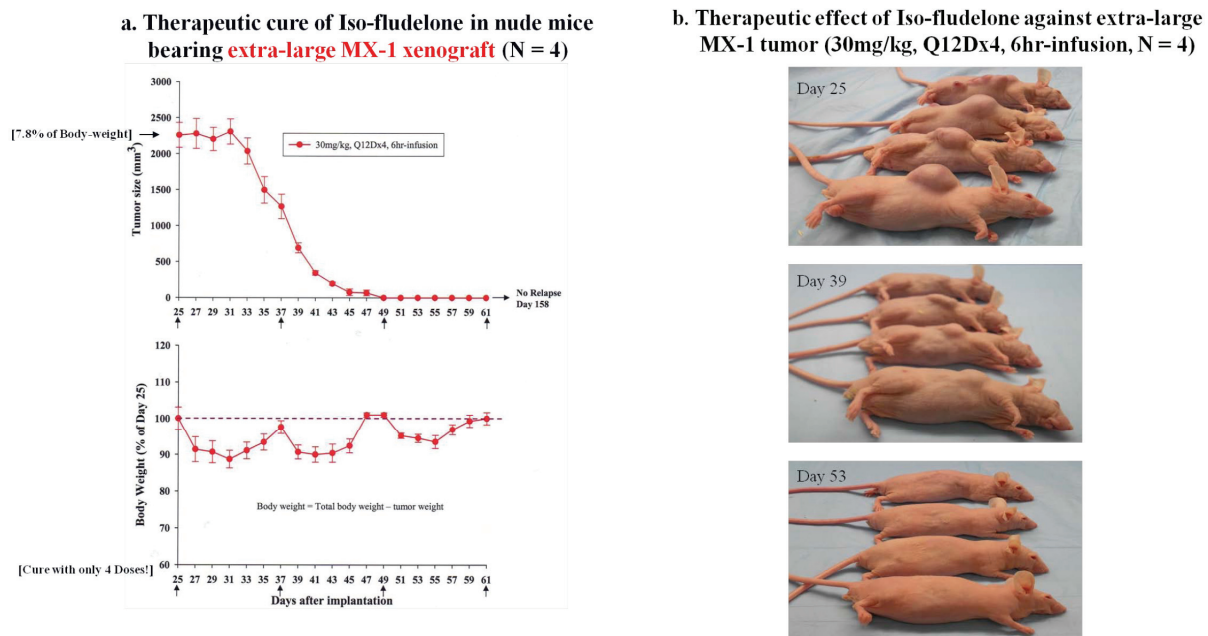 a. Therapeutic cure of Iso-fludelone in nude mice
bearing extra-large MX-1 xenograft (N = 4)
3000
2500
[7.8% of Body-weight]
2000
1500
1000
500
0
Tumor size (mm3)
30mg/kg, Q12Dx4, 6hr-infusion
No Relapse
Day 158
25 27 29 31 33 35 37 39 41 43 45 47 49 51 53 55 57 59 61
120
110
100
90
80
70
60
Body Weight (% of Day 25)
Body weight = Total body weight – tumor weight
[Cure with only 4 Doses!]
25 27 29 31 33 35 37 39 41 43 45 47 49 51 53 55 57 59 61
Days after implantation
b. Therapeutic effect of Iso-fludelone against extra-large
MX-1 tumor (30mg/kg, Q12Dx4, 6hr-infusion, N = 4)
Day 25
Day 39
Day 53